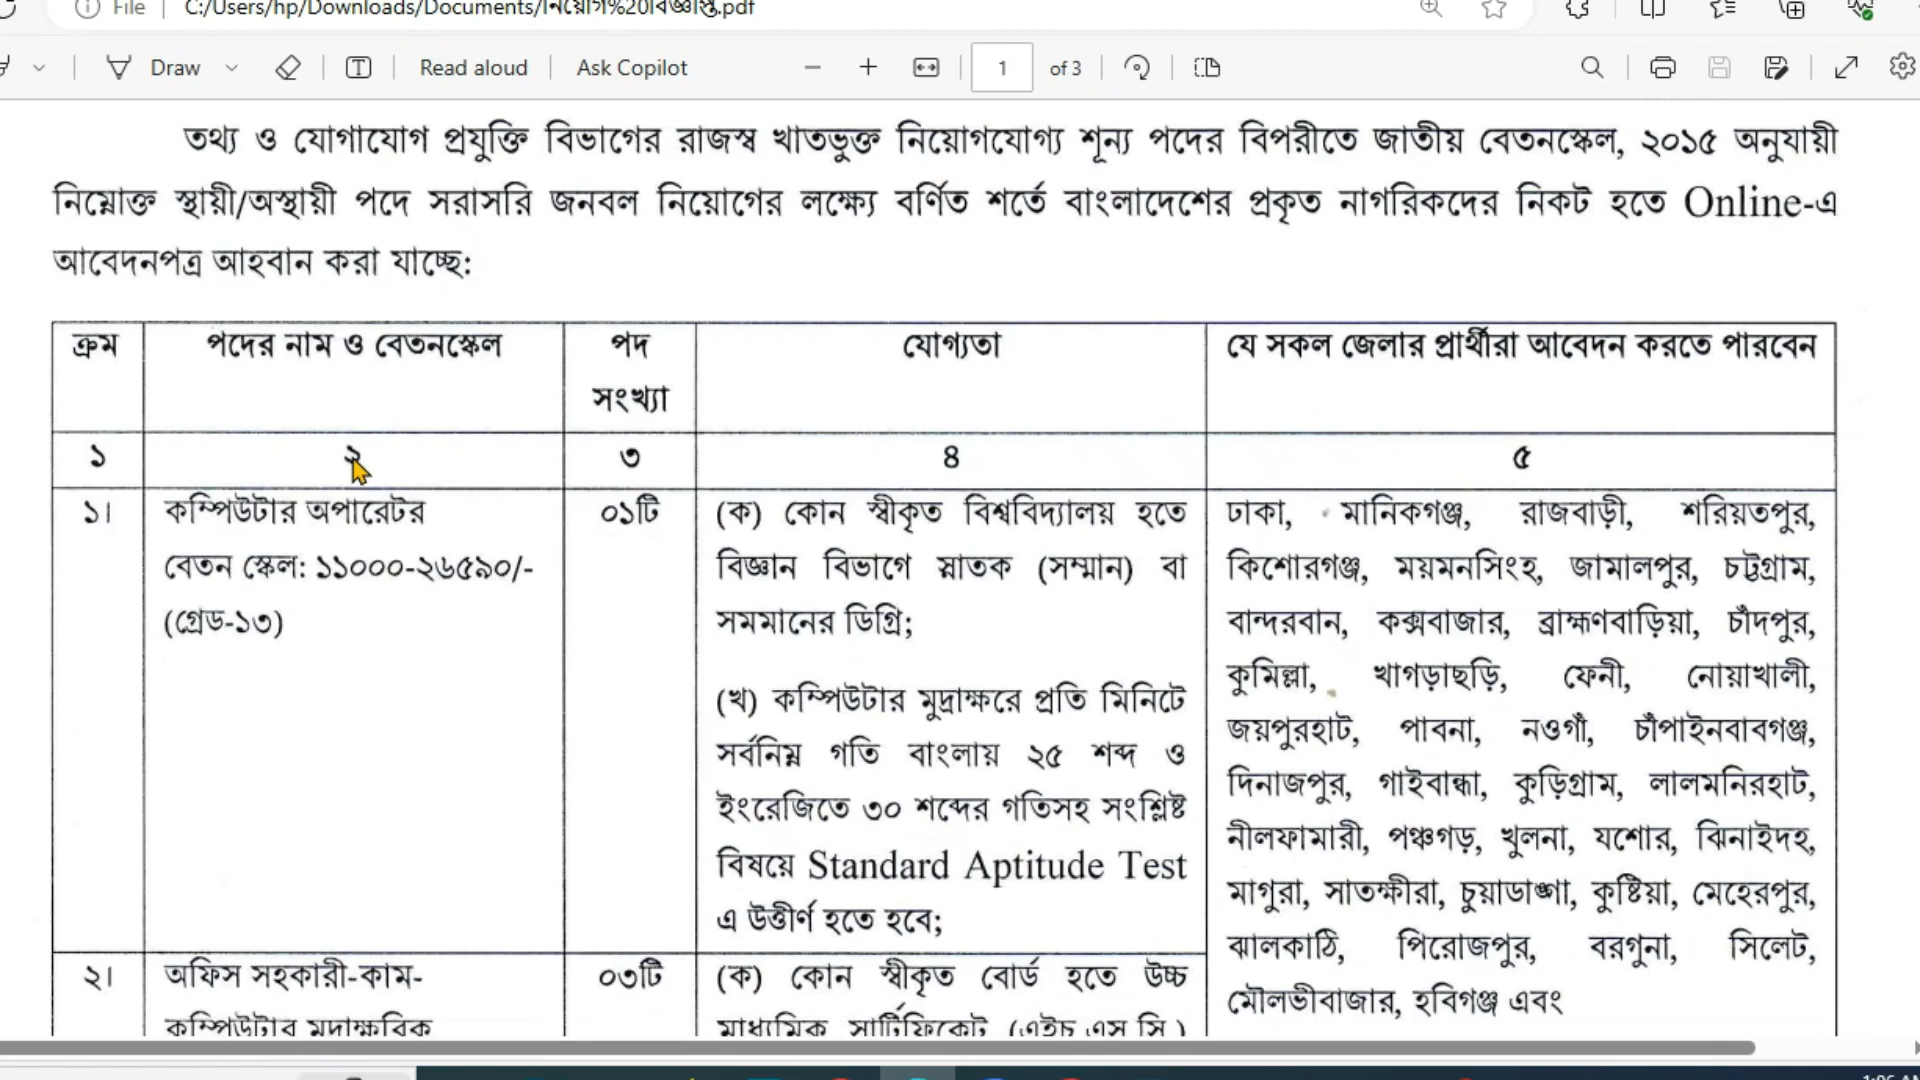 File C:/Users/hp/Downloads/Documents/নিয়োগ%20বিজ্ঞপ্তি.pdf
Draw Read aloud Ask Copilot 1 of 3
তথ্য ও যোগাযোগ প্রযুক্তি বিভাগের রাজস্ব খাতভুক্ত নিয়োগযোগ্য শূন্য পদের বিপরীতে জাতীয় বেতনস্কেল, ২০১৫ অনুযায়ী
নিম্নোক্ত স্থায়ী/অস্থায়ী পদে সরাসরি জনবল নিয়োগের লক্ষ্যে বর্ণিত শর্তে বাংলাদেশের প্রকৃত নাগরিকদের নিকট হতে Online-এ
আবেদনপত্র আহবান করা যাচ্ছে:
ক্রম পদের নাম ও বেতনস্কেল পদ সংখ্যা যোগ্যতা যে সকল জেলার প্রার্থীরা আবেদন করতে পারবেন
১ ২ ৩ ৪ ৫
১। কম্পিউটার অপারেটর
বেতন স্কেল: ১১০০০-২৬৫৯০/-
(গ্রেড-১৩)
০১টি
(ক) কোন স্বীকৃত বিশ্ববিদ্যালয় হতে
বিজ্ঞান বিভাগে স্নাতক (সম্মান) বা
সমমানের ডিগ্রি;
(খ) কম্পিউটার মুদ্রাক্ষরে প্রতি মিনিটে
সর্বনিম্ন গতি বাংলায় ২৫ শব্দ ও
ইংরেজিতে ৩০ শব্দের গতিসহ সংশ্লিষ্ট
বিষয়ে Standard Aptitude Test
এ উত্তীর্ণ হতে হবে;
ঢাকা, মানিকগঞ্জ, রাজবাড়ী, শরিয়তপুর,
কিশোরগঞ্জ, ময়মনসিংহ, জামালপুর, চট্টগ্রাম,
বান্দরবান, কক্সবাজার, ব্রাহ্মণবাড়িয়া, চাঁদপুর,
কুমিল্লা, খাগড়াছড়ি, ফেনী, নোয়াখালী,
জয়পুরহাট, পাবনা, নওগাঁ, চাঁপাইনবাবগঞ্জ,
দিনাজপুর, গাইবান্ধা, কুড়িগ্রাম, লালমনিরহাট,
নীলফামারী, পঞ্চগড়, খুলনা, যশোর, ঝিনাইদহ,
মাগুরা, সাতক্ষীরা, চুয়াডাঙ্গা, কুষ্টিয়া, মেহেরপুর,
ঝালকাঠি, পিরোজপুর, বরগুনা, সিলেট,
মৌলভীবাজার, হবিগঞ্জ এবং
২। অফিস সহকারী-কাম-
কম্পিউটার মুদ্রাক্ষরিক
০৩টি
(ক) কোন স্বীকৃত বোর্ড হতে উচ্চ
মাধ্যমিক সার্টিফিকেট (এইচ.এস.সি.)